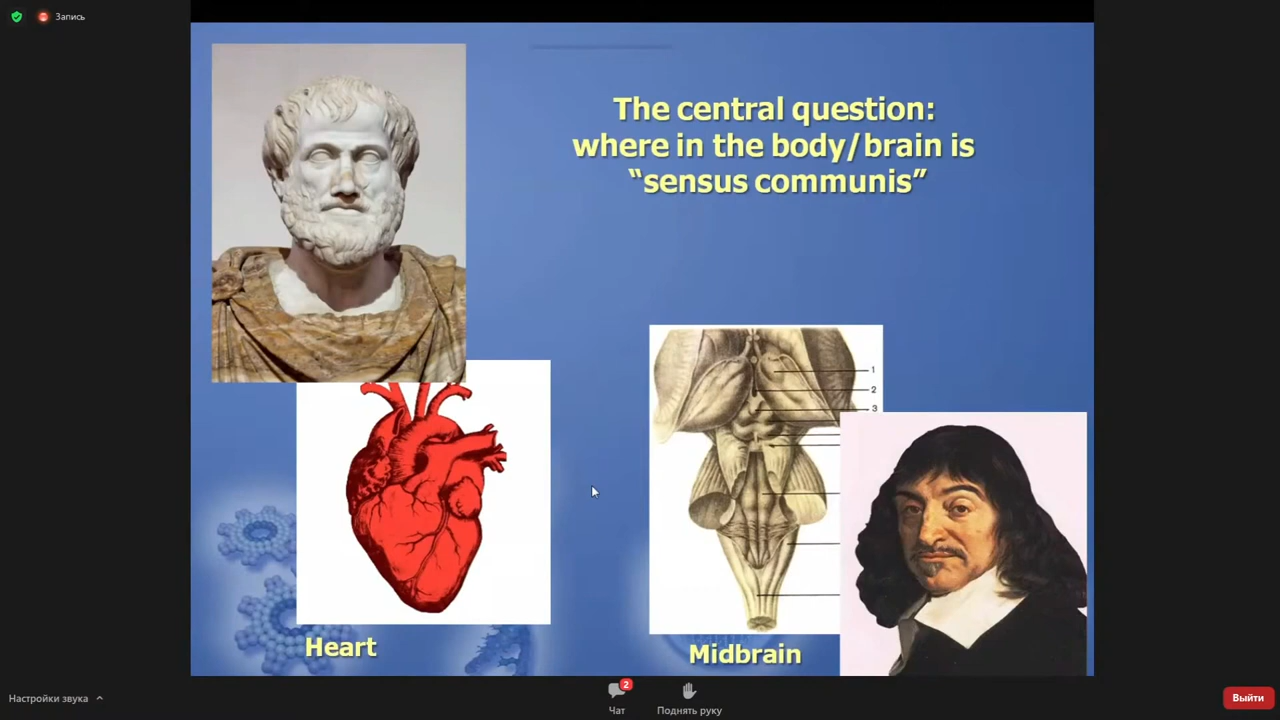 Запись
The central question:
where in the body/brain is
“sensus communis”
1
2
3
Heart
Midbrain
Настройки звука
2
Чат
Поднять руку
Выйти